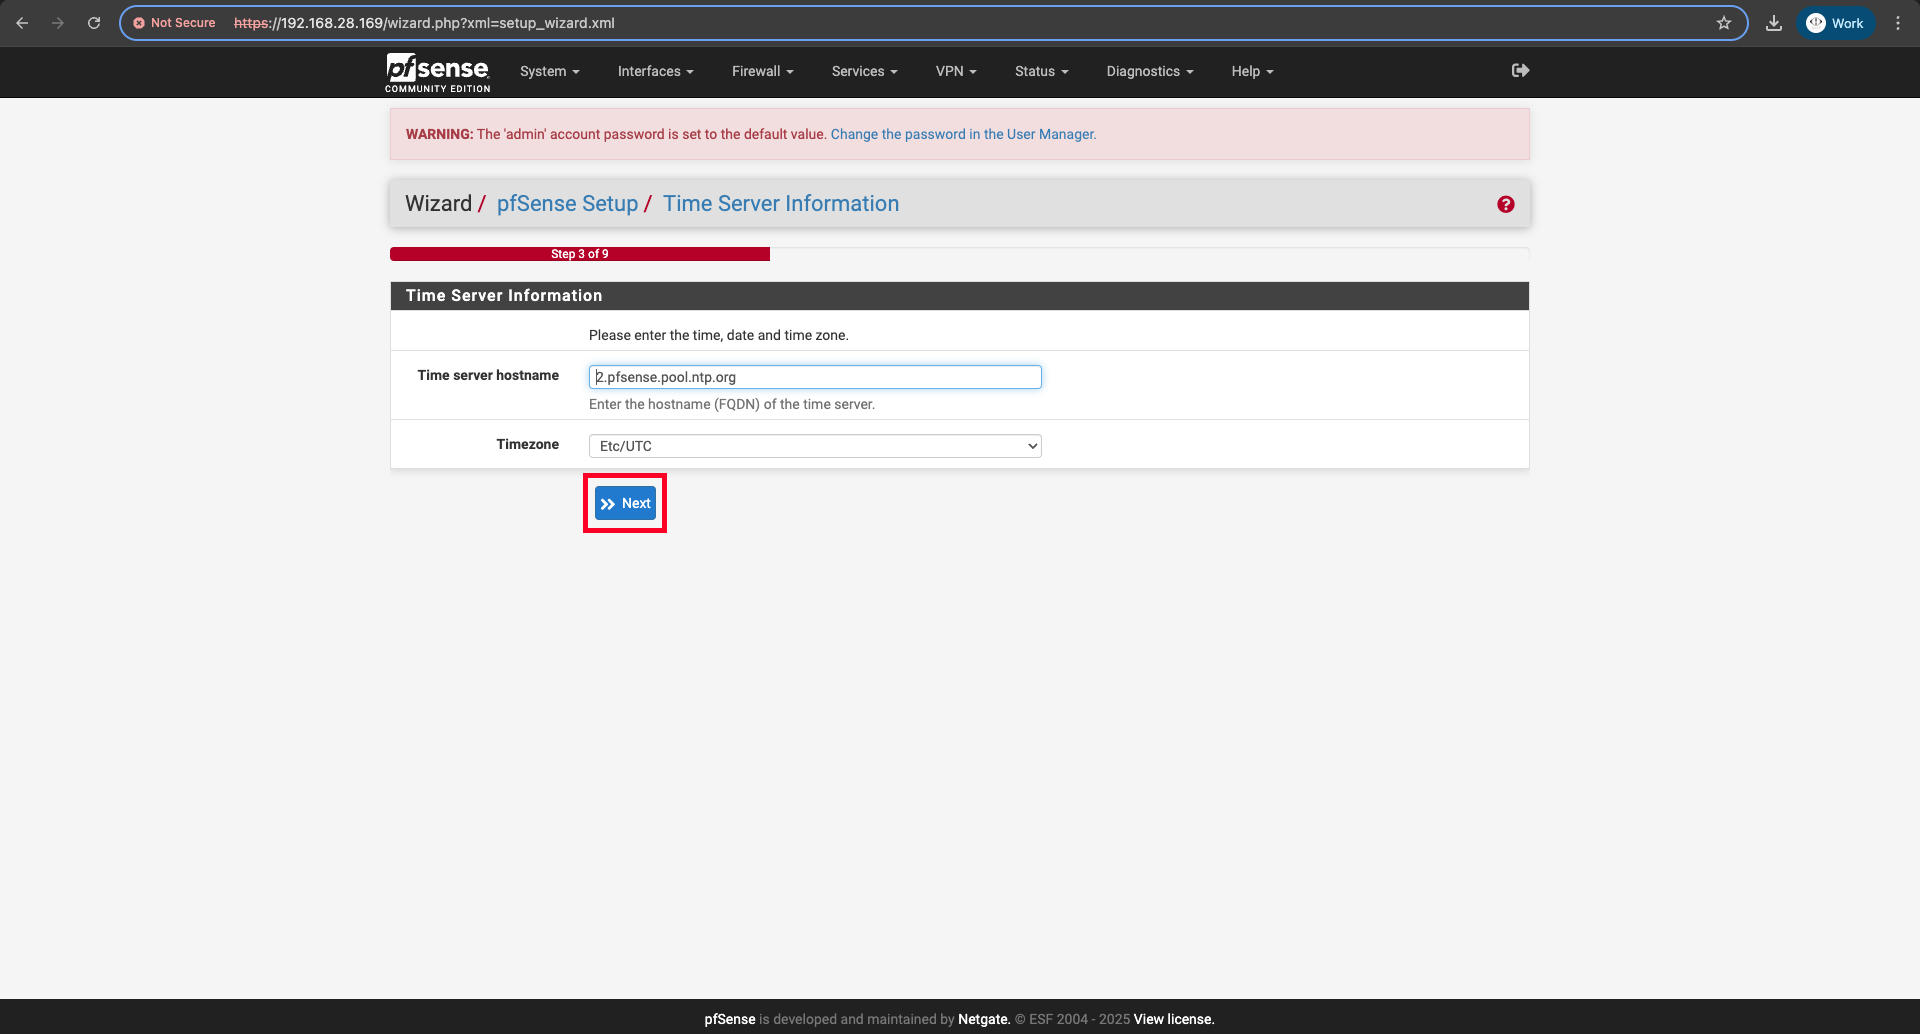 Not Secure https://192.168.28.169/wizard.php?xml=setup_wizard.xml Work
pfsense COMMUNITY EDITION System Interfaces Firewall Services VPN Status Diagnostics Help
WARNING: The 'admin' account password is set to the default value. Change the password in the User Manager.
Wizard / pfSense Setup / Time Server Information
Step 3 of 9
Time Server Information
Please enter the time, date and time zone.
Time server hostname 2.pfsense.pool.ntp.org
Enter the hostname (FQDN) of the time server.
Timezone Etc/UTC
Next
pfSense is developed and maintained by Netgate. © ESF 2004 - 2025 View license.